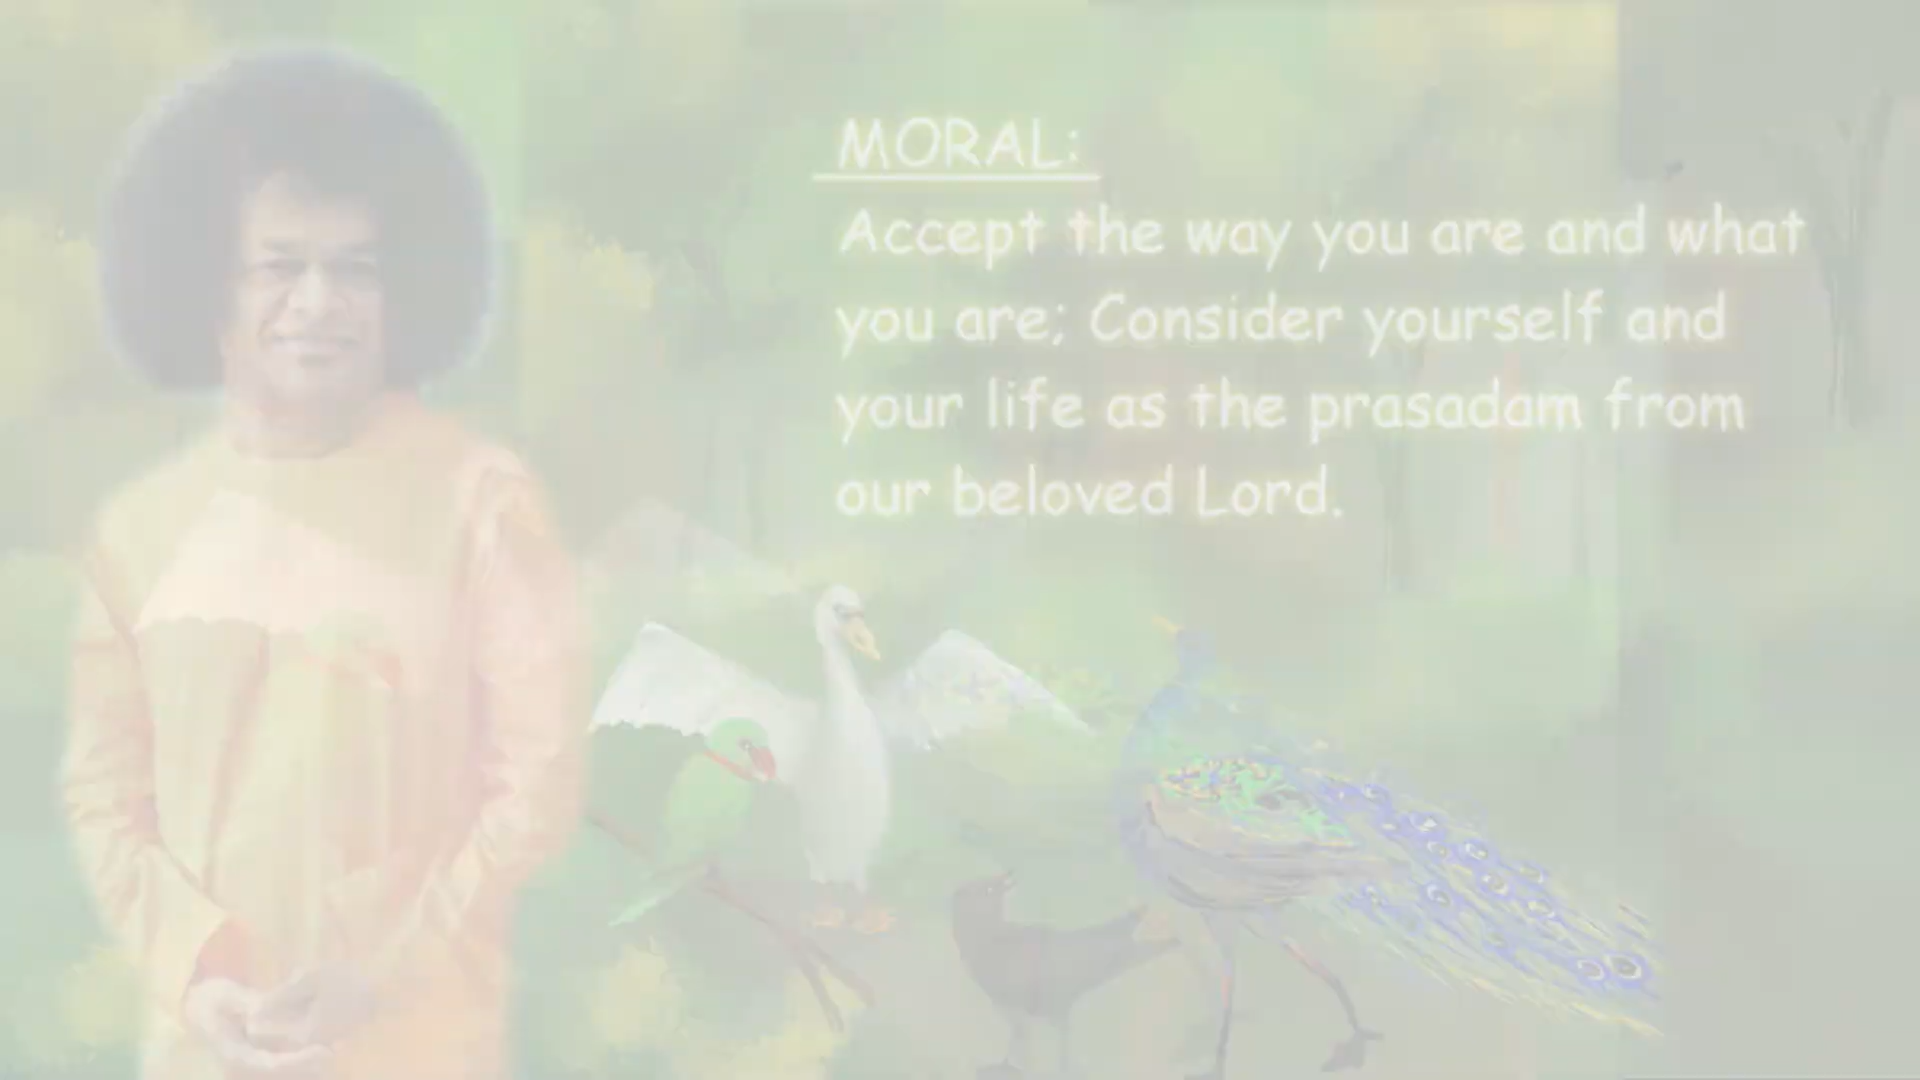 MORAL:
Accept the way you are and what
you are; Consider yourself and
your life as the prasadam from
our beloved Lord.